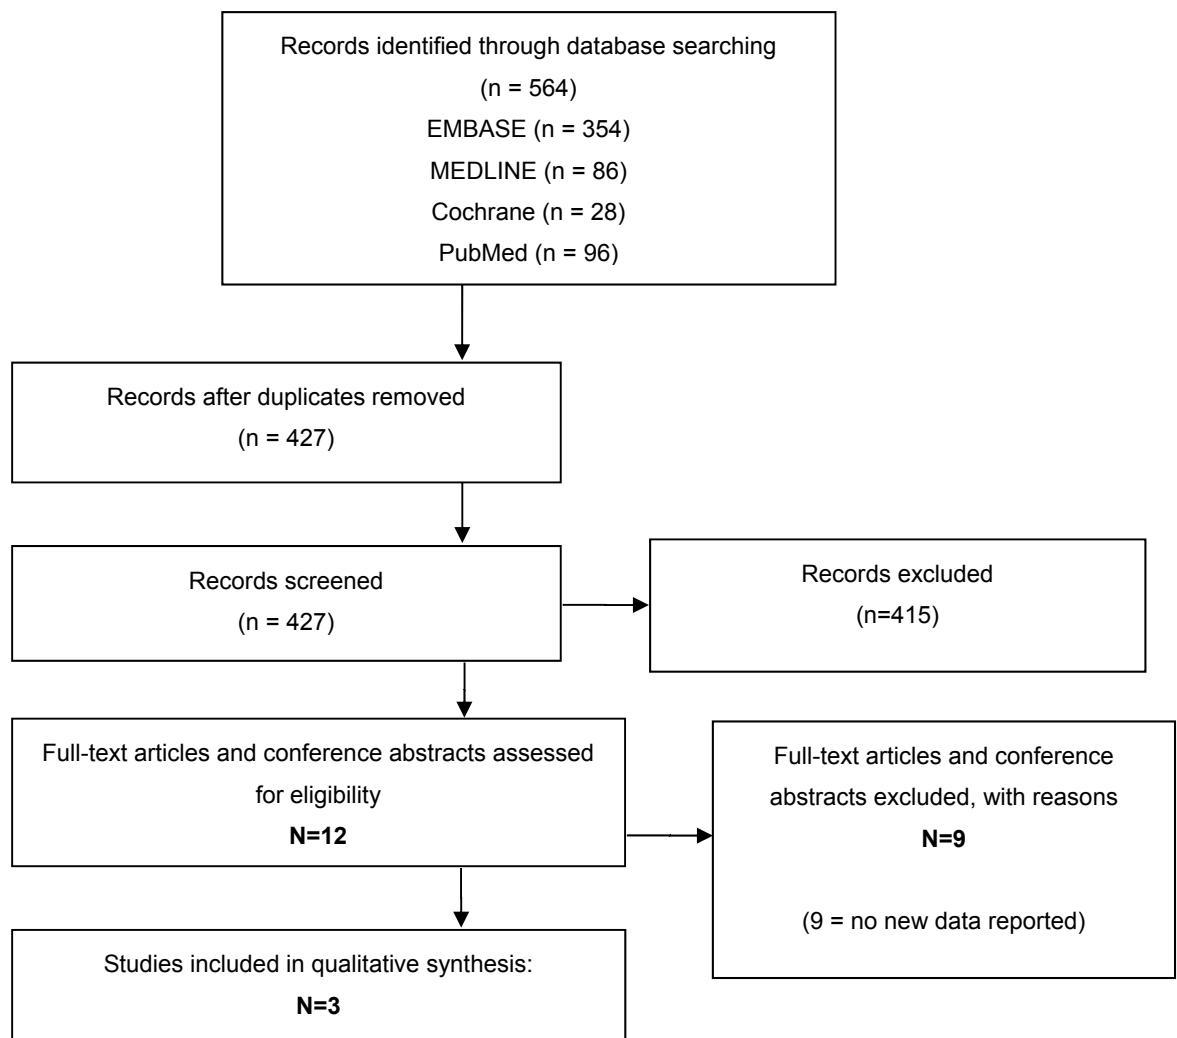 Records identified through database searching
(n = 564)
EMBASE (n = 354)
MEDLINE (n = 86)
Cochrane (n = 28)
PubMed (n = 96)
Records after duplicates removed
(n = 427)
Records screened
(n = 427)
Records excluded
(n=415)
Full-text articles and conference abstracts assessed
for eligibility
N=12
Full-text articles and conference
abstracts excluded, with reasons
N=9
(9 = no new data reported)
Studies included in qualitative synthesis:
N=3